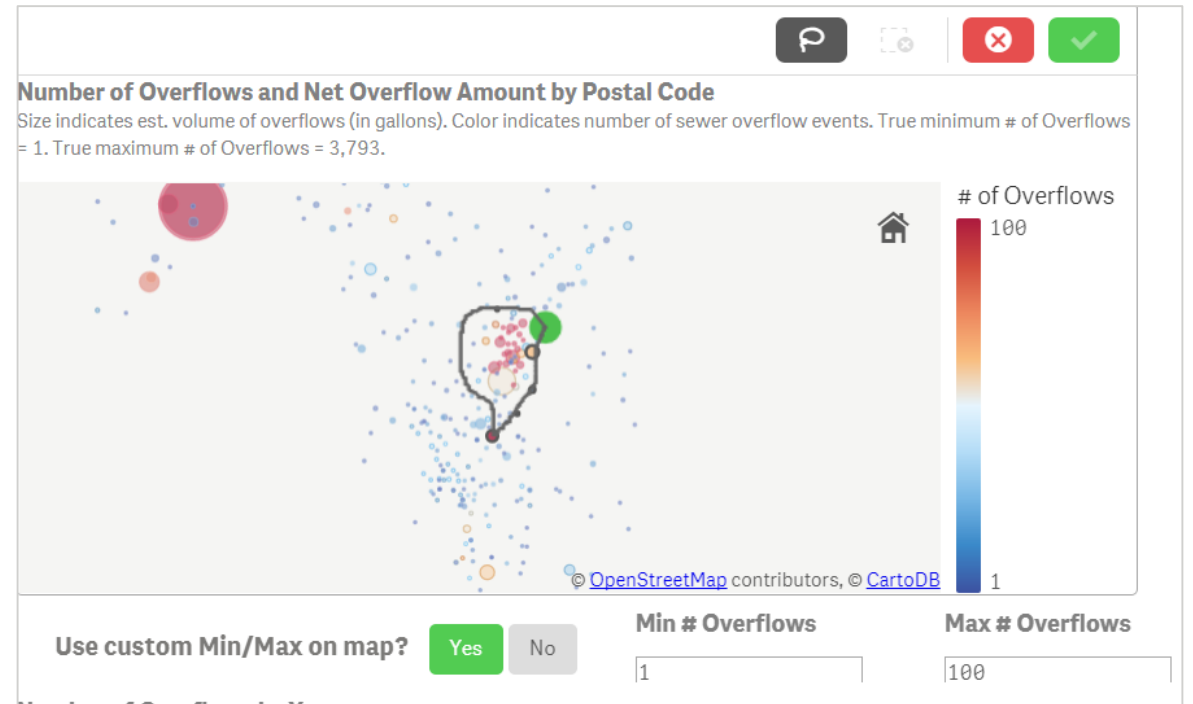 Number of Overflows and Net Overflow Amount by Postal Code
Size indicates est. volume of overflows (in gallons). Color indicates number of sewer overflow events. True minimum # of Overflows
= 1. True maximum # of Overflows = 3,793.
# of Overflows
100
1
© OpenStreetMap contributors, © CartoDB
Use custom Min/Max on map?
Yes
No
Min # Overflows
1
Max # Overflows
100